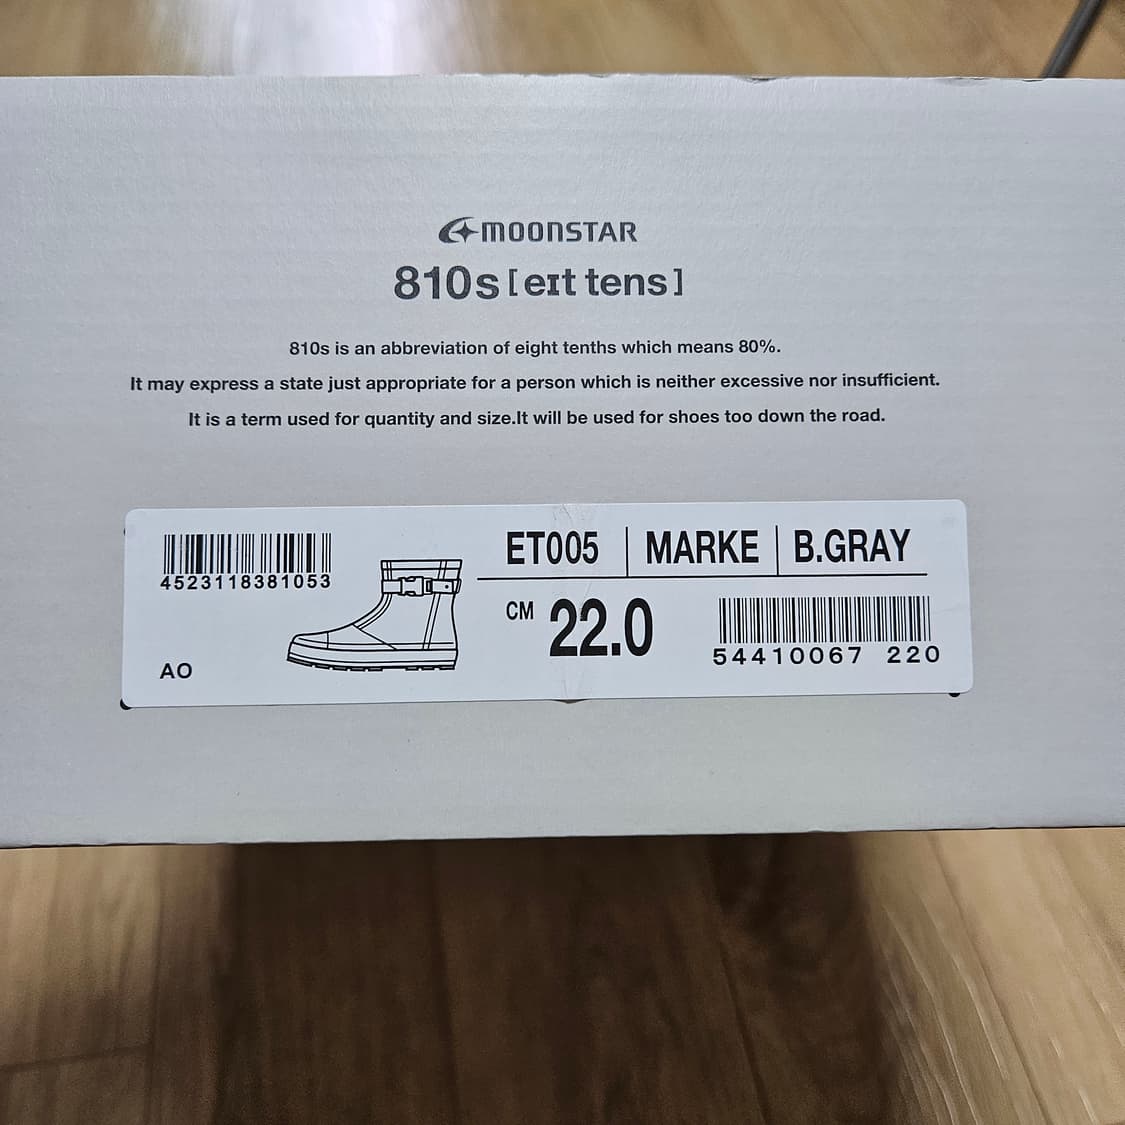 MOONSTAR
810s [eɪt tens]
810s is an abbreviation of eight tenths which means 80%.
It may express a state just appropriate for a person which is neither excessive nor insufficient.
It is a term used for quantity and size.It will be used for shoes too down the road.
ET005 MARKE B.GRAY
4523118381053
CM 22.0
54410067 220
AO